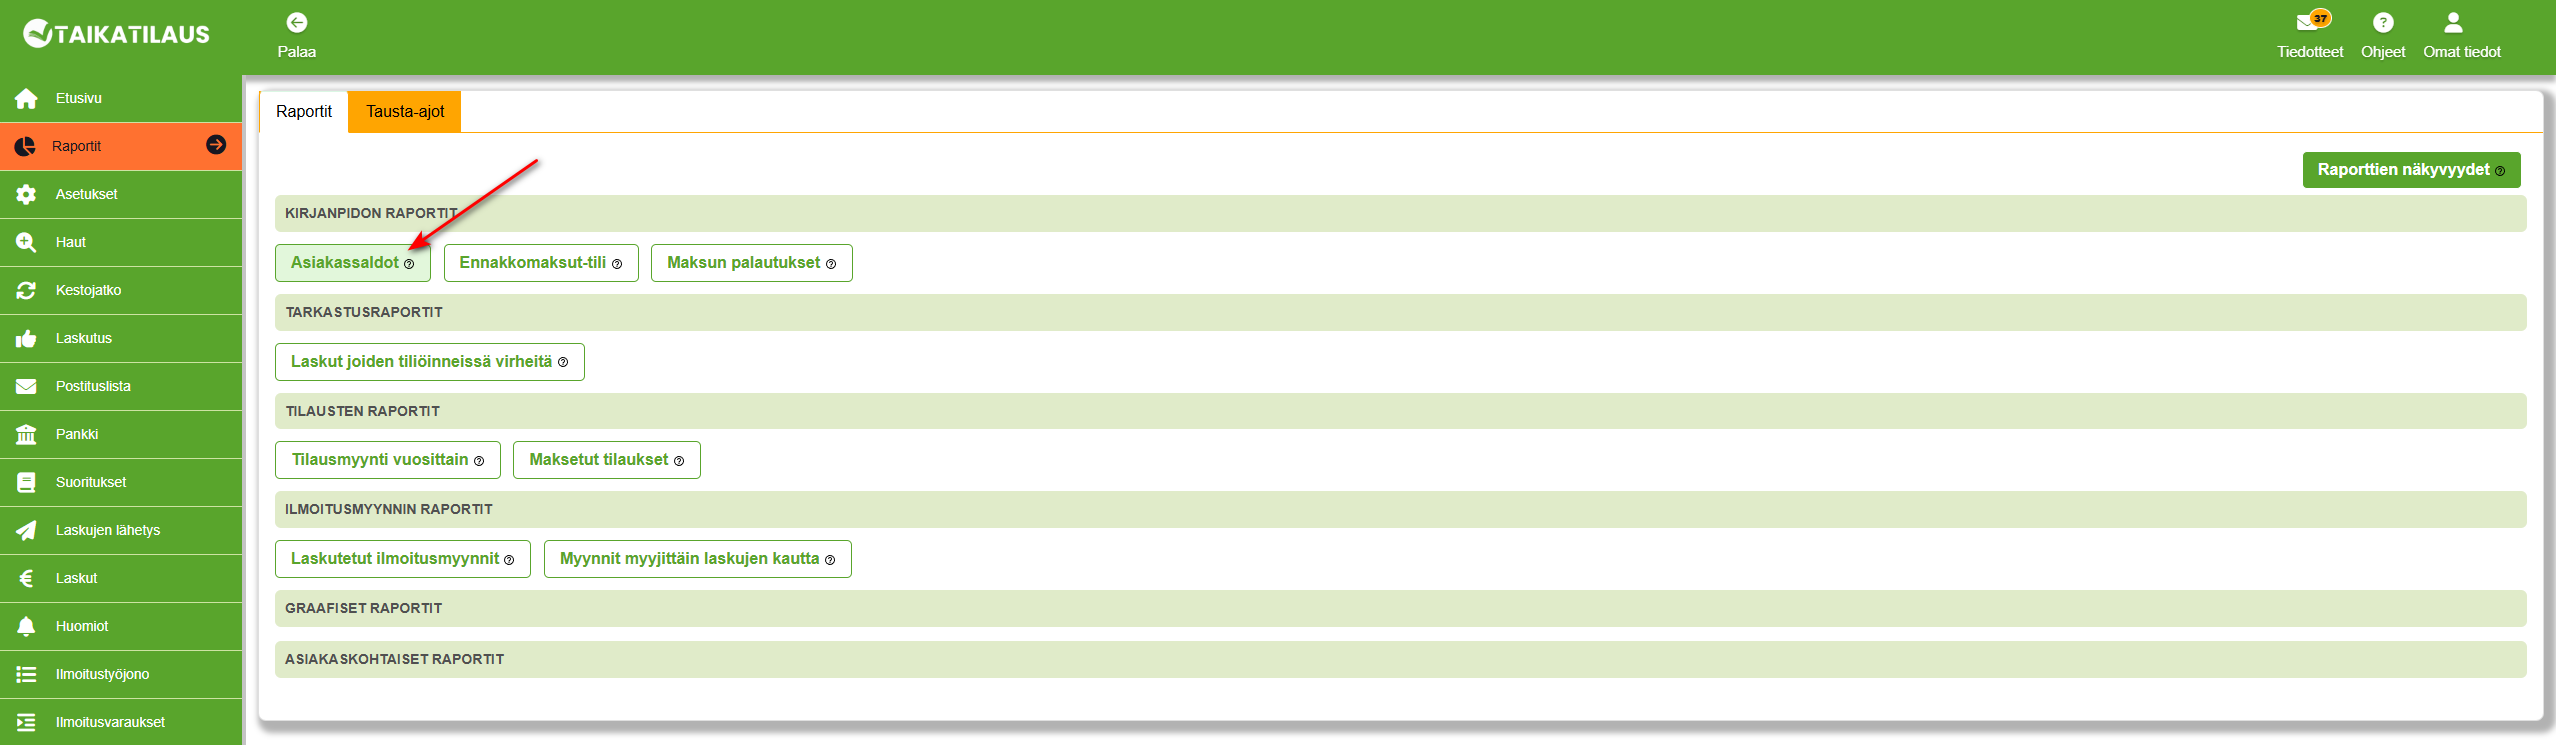 TAIKATILAUS
Palaa
37
Tiedotteet
Ohjeet
Omat tiedot
Etusivu
Raportit
Asetukset
Haut
Kestojatko
Laskutus
Postituslista
Pankki
Suoritukset
Laskujen lähetys
Laskut
Huomiot
Ilmoitustyöjono
Ilmoitusvaraukset
Raportit
Tausta-ajot
Raporttien näkyvyydet
KIRJANPIDON RAPORTIT
Asiakassaldot
Ennakkomaksut-tili
Maksun palautukset
TARKASTUSRAPORTIT
Laskut joiden tiliöinneissä virheitä
TILAUSTEN RAPORTIT
Tilausmyynti vuosittain
Maksetut tilaukset
ILMOITUSMYYNNIN RAPORTIT
Laskutetut ilmoitusmyynnit
Myynnit myyjittäin laskujen kautta
GRAAFISET RAPORTIT
ASIAKASKOHTAISET RAPORTIT